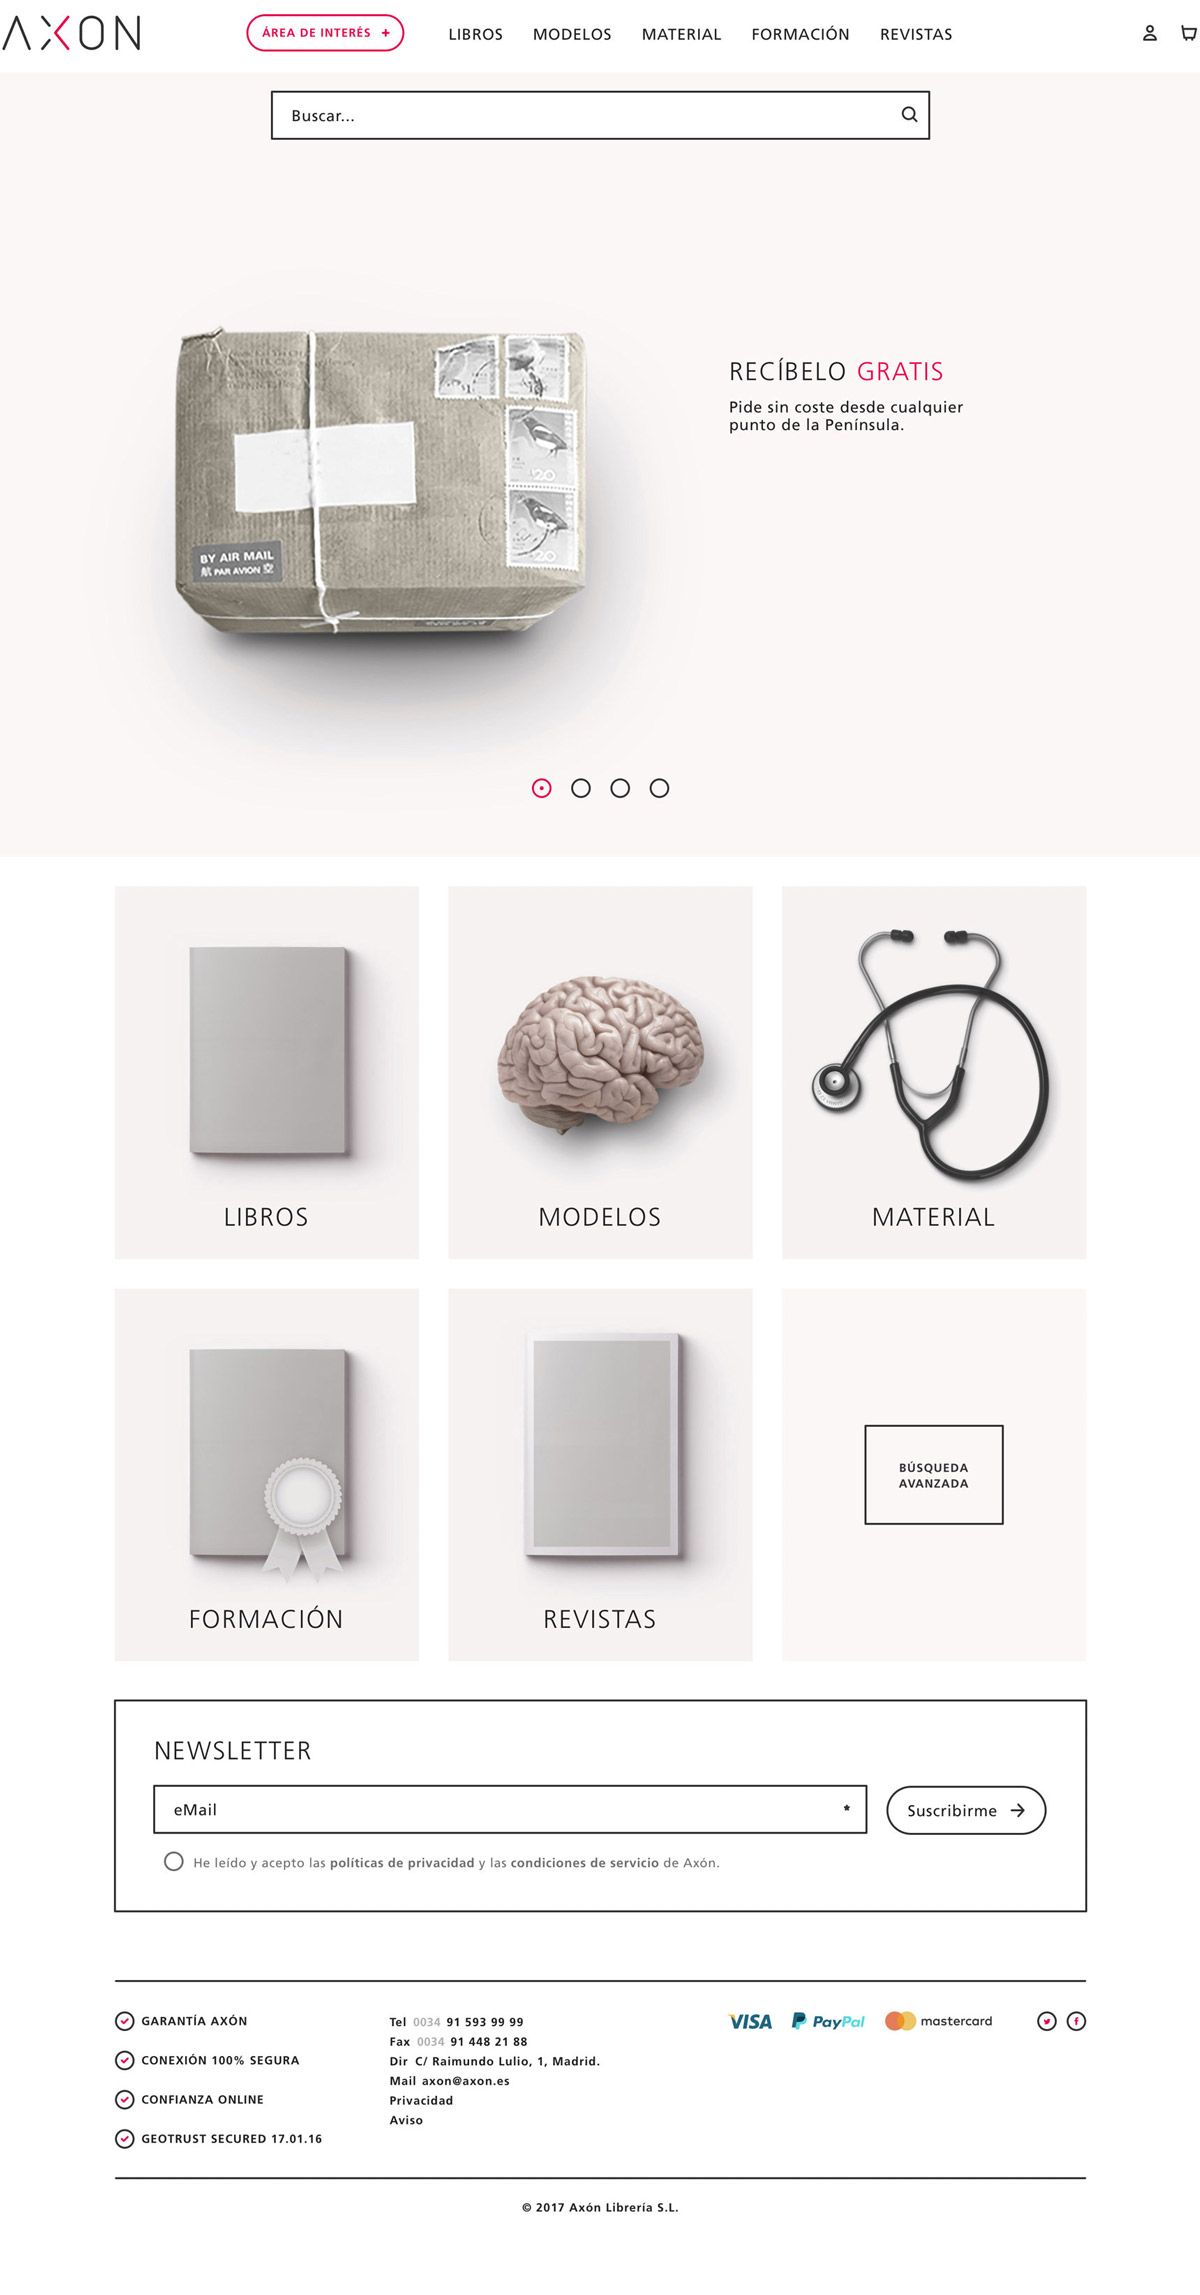 AXON
ÁREA DE INTERÉS +
LIBROS MODELOS MATERIAL FORMACIÓN REVISTAS
Buscar...
RECÍBELO GRATIS
Pide sin coste desde cualquier
punto de la Península.
20
20
BY AIR MAIL
航 PAR AVION 空
LIBROS
MODELOS
MATERIAL
FORMACIÓN
REVISTAS
BÚSQUEDA
AVANZADA
NEWSLETTER
eMail *
Suscribirme
He leído y acepto las políticas de privacidad y las condiciones de servicio de Axón.
GARANTÍA AXÓN
CONEXIÓN 100% SEGURA
CONFIANZA ONLINE
GEOTRUST SECURED 17.01.16
Tel 0034 91 593 99 99
Fax 0034 91 448 21 88
Dir C/ Raimundo Lulio, 1, Madrid.
Mail axon@axon.es
Privacidad
Aviso
VISA PayPal mastercard
© 2017 Axón Librería S.L.